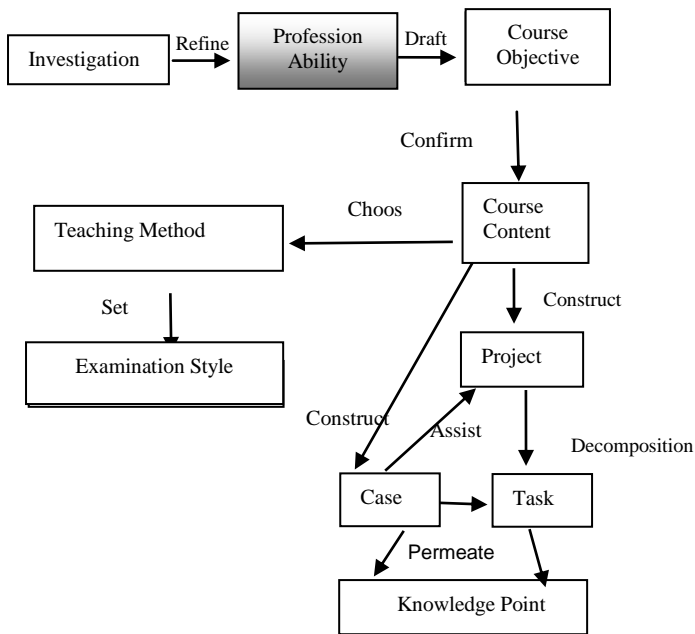 Investigation
Refine
Profession
Ability
Draft
Course
Objective
Confirm
Choos
Course
Content
Teaching Method
Set
Construct
Examination Style
Project
Construct
Assist
Decomposition
Case
Task
Permeate
Knowledge Point